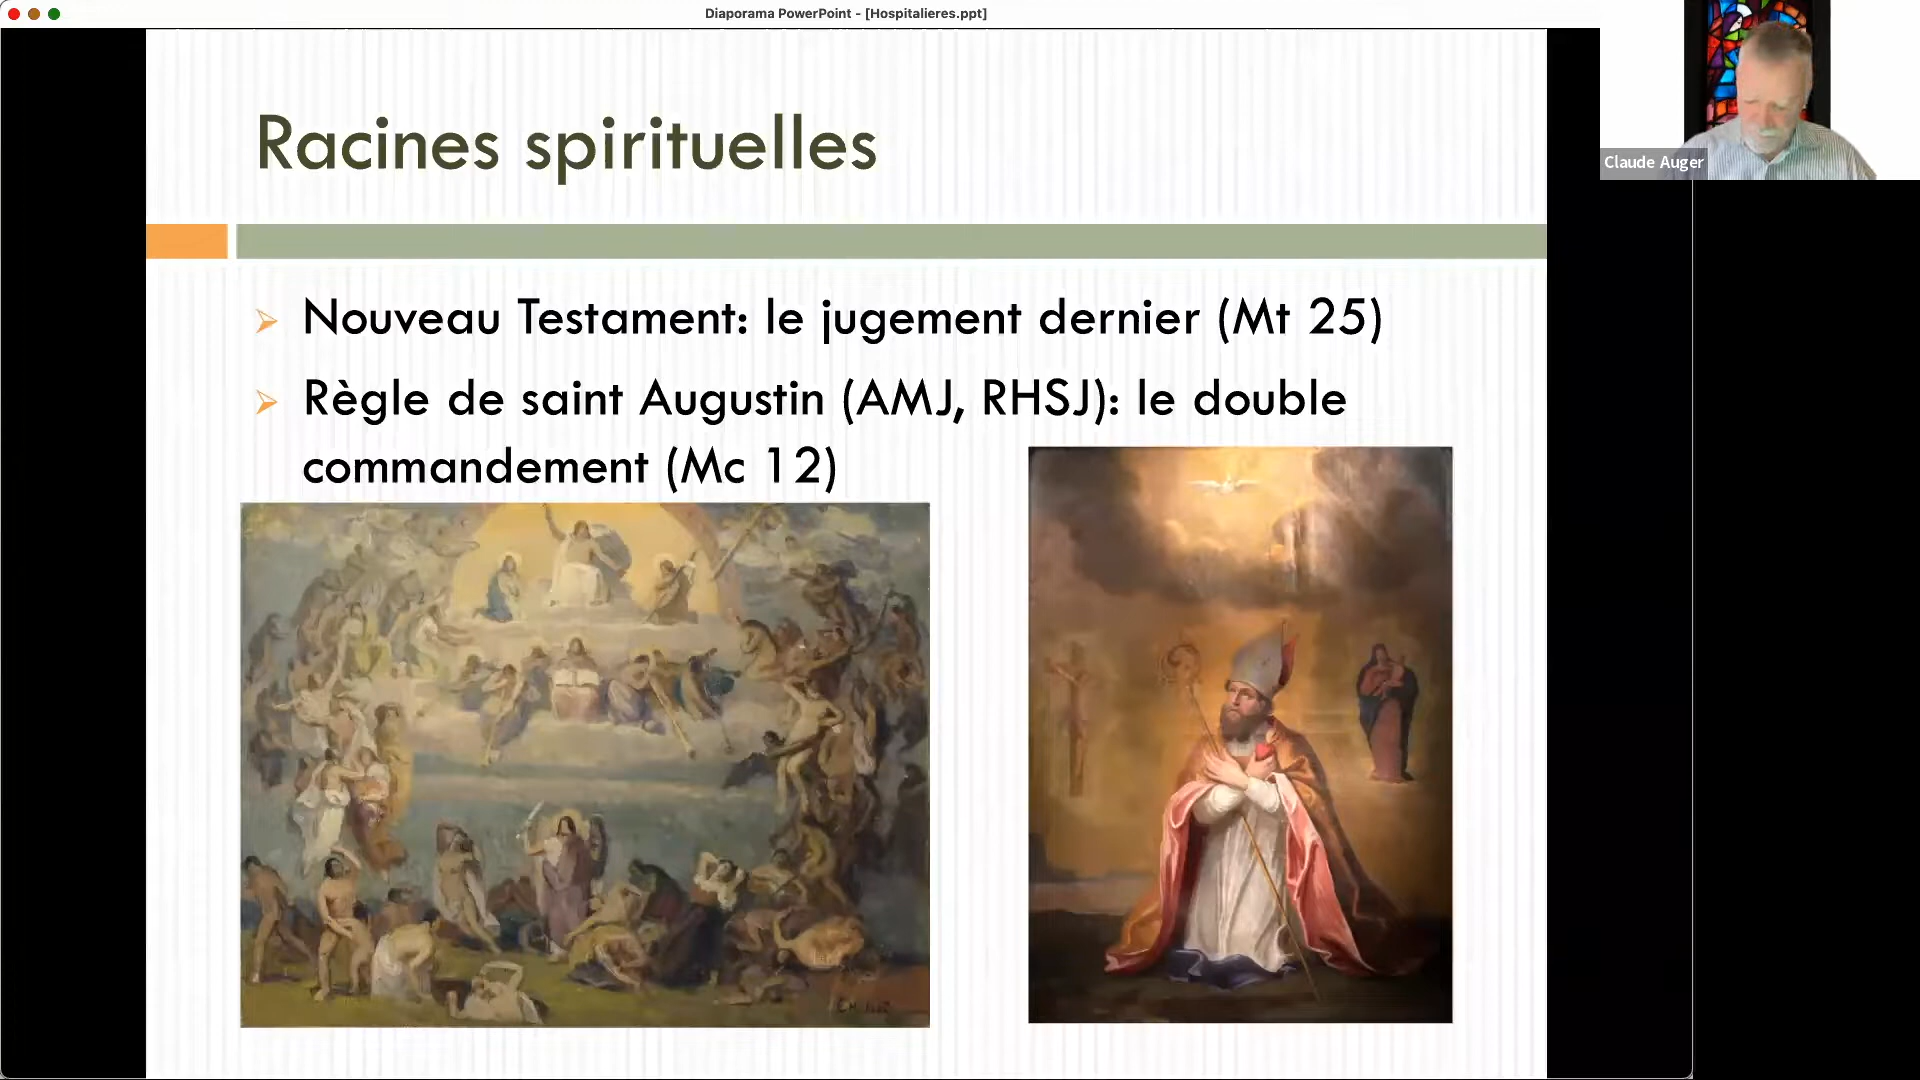 Diaporama PowerPoint - [Hospitalieres.ppt]
Claude Auger
Racines spirituelles
Nouveau Testament: le jugement dernier (Mt 25)
Règle de saint Augustin (AMJ, RHSJ): le double
commandement (Mc 12)